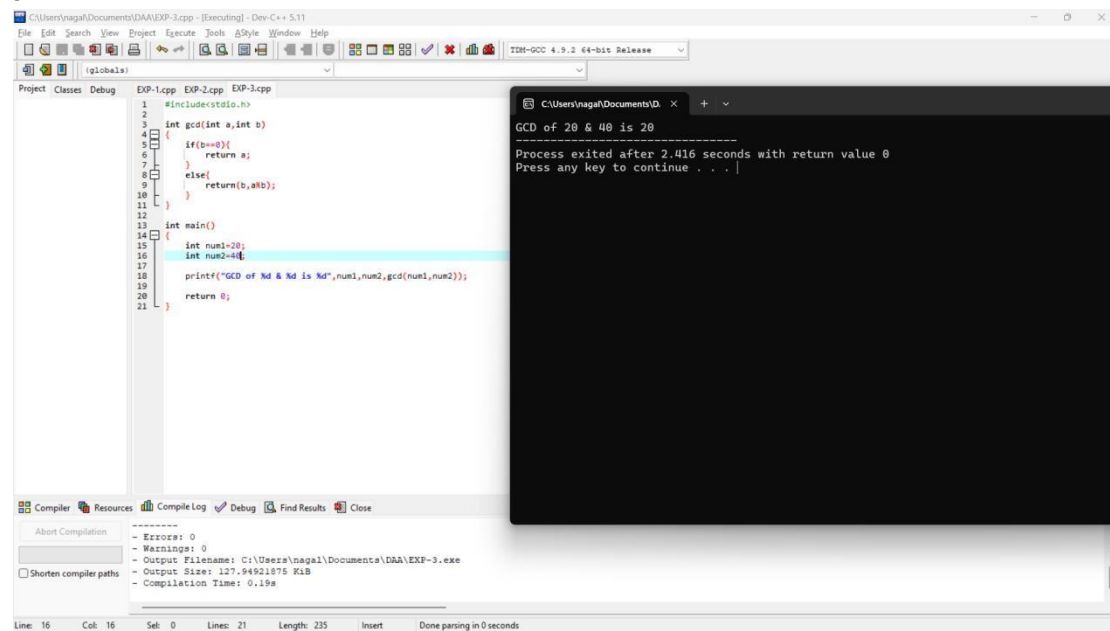 C:\Users\nagal\Documents\DAA\EXP-3.cpp - [Executing] - Dev-C++ 5.11
File Edit Search View Project Execute Tools AStyle Window Help
TDM-GCC 4.9.2 64-bit Release
(globals)
Project Classes Debug
EXP-1.cpp EXP-2.cpp EXP-3.cpp
1 #include<stdio.h>
2
3 int gcd(int a,int b)
4 {
5 if(b==0){
6 return a;
7 }
8 else{
9 return(b,a%b);
10 }
11 }
12
13 int main()
14 {
15 int num1=20;
16 int num2=40;
17
18 printf("GCD of %d & %d is %d",num1,num2,gcd(num1,num2));
19
20 return 0;
21 }
C:\Users\nagal\Documents\D.
GCD of 20 & 40 is 20
--------------------------------
Process exited after 2.416 seconds with return value 0
Press any key to continue . . .
Compiler Resources Compile Log Debug Find Results Close
Abort Compilation
Shorten compiler paths
--------
- Errors: 0
- Warnings: 0
- Output Filename: C:\Users\nagal\Documents\DAA\EXP-3.exe
- Output Size: 127.94921875 KiB
- Compilation Time: 0.19s
Line: 16 Col: 16 Sel: 0 Lines: 21 Length: 235 Insert Done parsing in 0 seconds